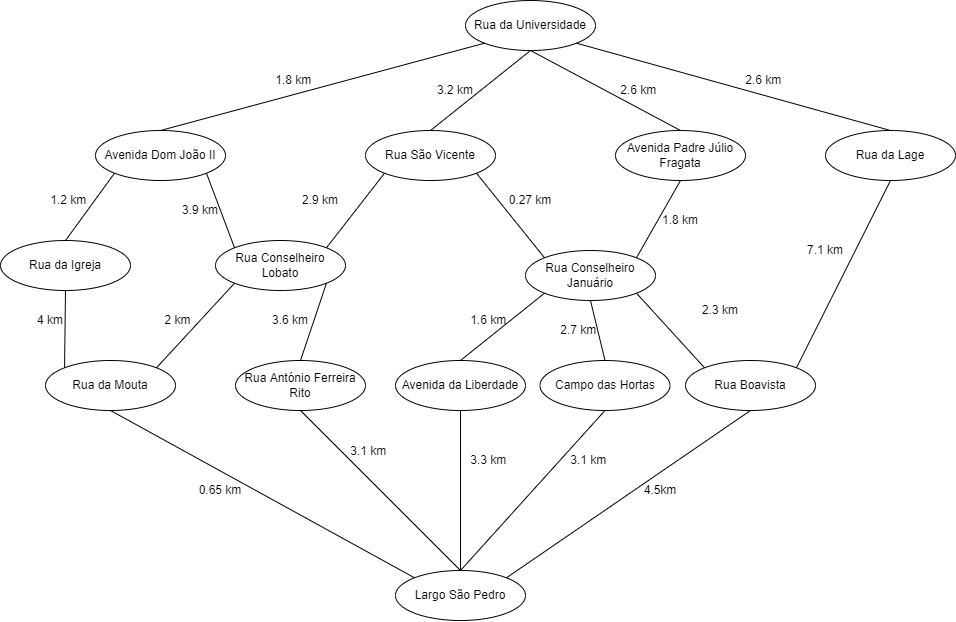 Rua da Universidade
1.8 km
3.2 km
2.6 km
2.6 km
Avenida Dom João II
Rua São Vicente
Avenida Padre Júlio
Fragata
Rua da Lage
1.2 km
3.9 km
2.9 km
0.27 km
1.8 km
7.1 km
Rua da Igreja
Rua Conselheiro
Lobato
Rua Conselheiro
Januário
4 km
2 km
3.6 km
1.6 km
2.7 km
2.3 km
Rua da Mouta
Rua António Ferreira
Rito
Avenida da Liberdade
Campo das Hortas
Rua Boavista
0.65 km
3.1 km
3.3 km
3.1 km
4.5km
Largo São Pedro